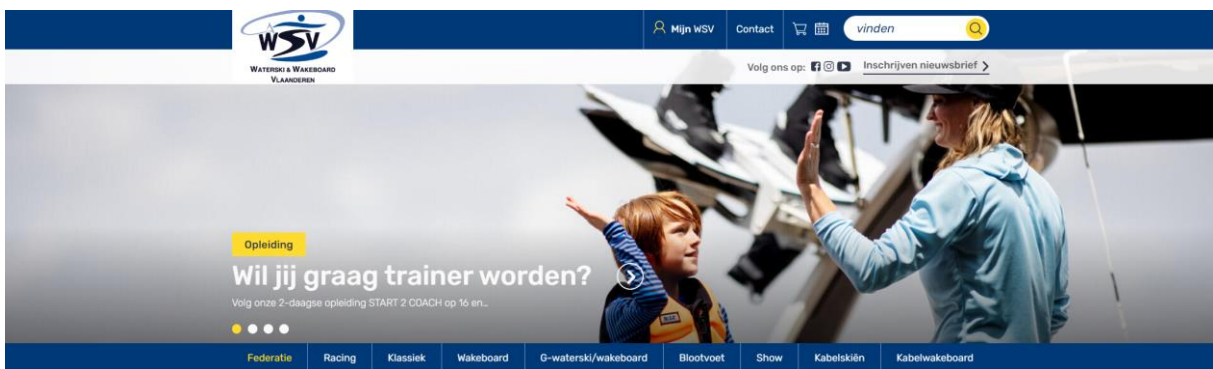 WSV
WATERSKI & WAKEBOARD
VLAANDEREN
Mijn WSV
Contact
vinden
Volg ons op:
Inschrijven nieuwsbrief
Opleiding
Wil jij graag trainer worden?
Volg onze 2-daagse opleiding START 2 COACH op 16 en...
Federatie Racing Klassiek Wakeboard G-waterski/wakeboard Blootvoet Show Kabelskiën Kabelwakeboard